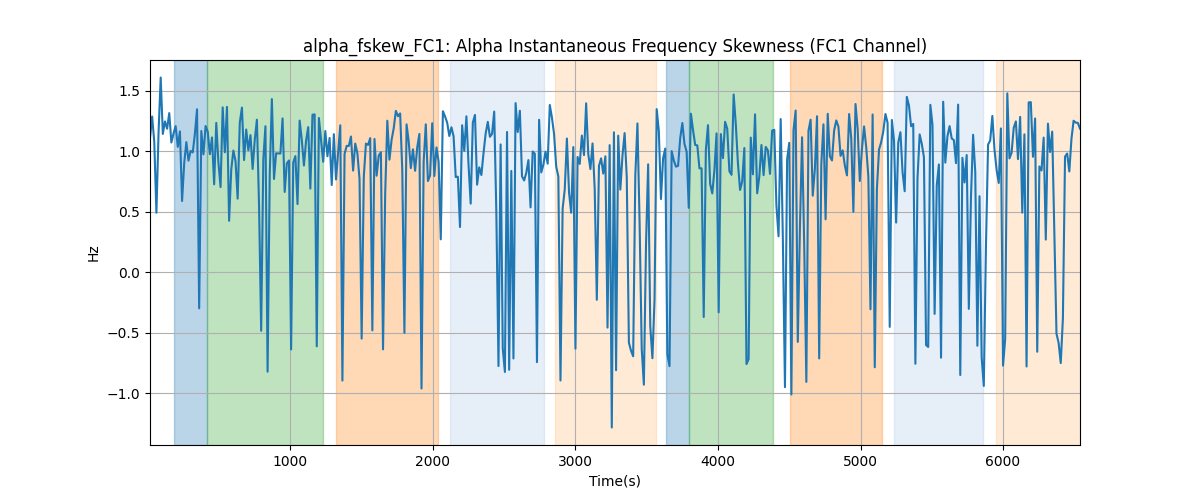 alpha_fskew_FC1: Alpha Instantaneous Frequency Skewness (FC1 Channel)
1.5
1.0
0.5
0.0
−0.5
−1.0
Hz
1000 2000 3000 4000 5000 6000
Time(s)